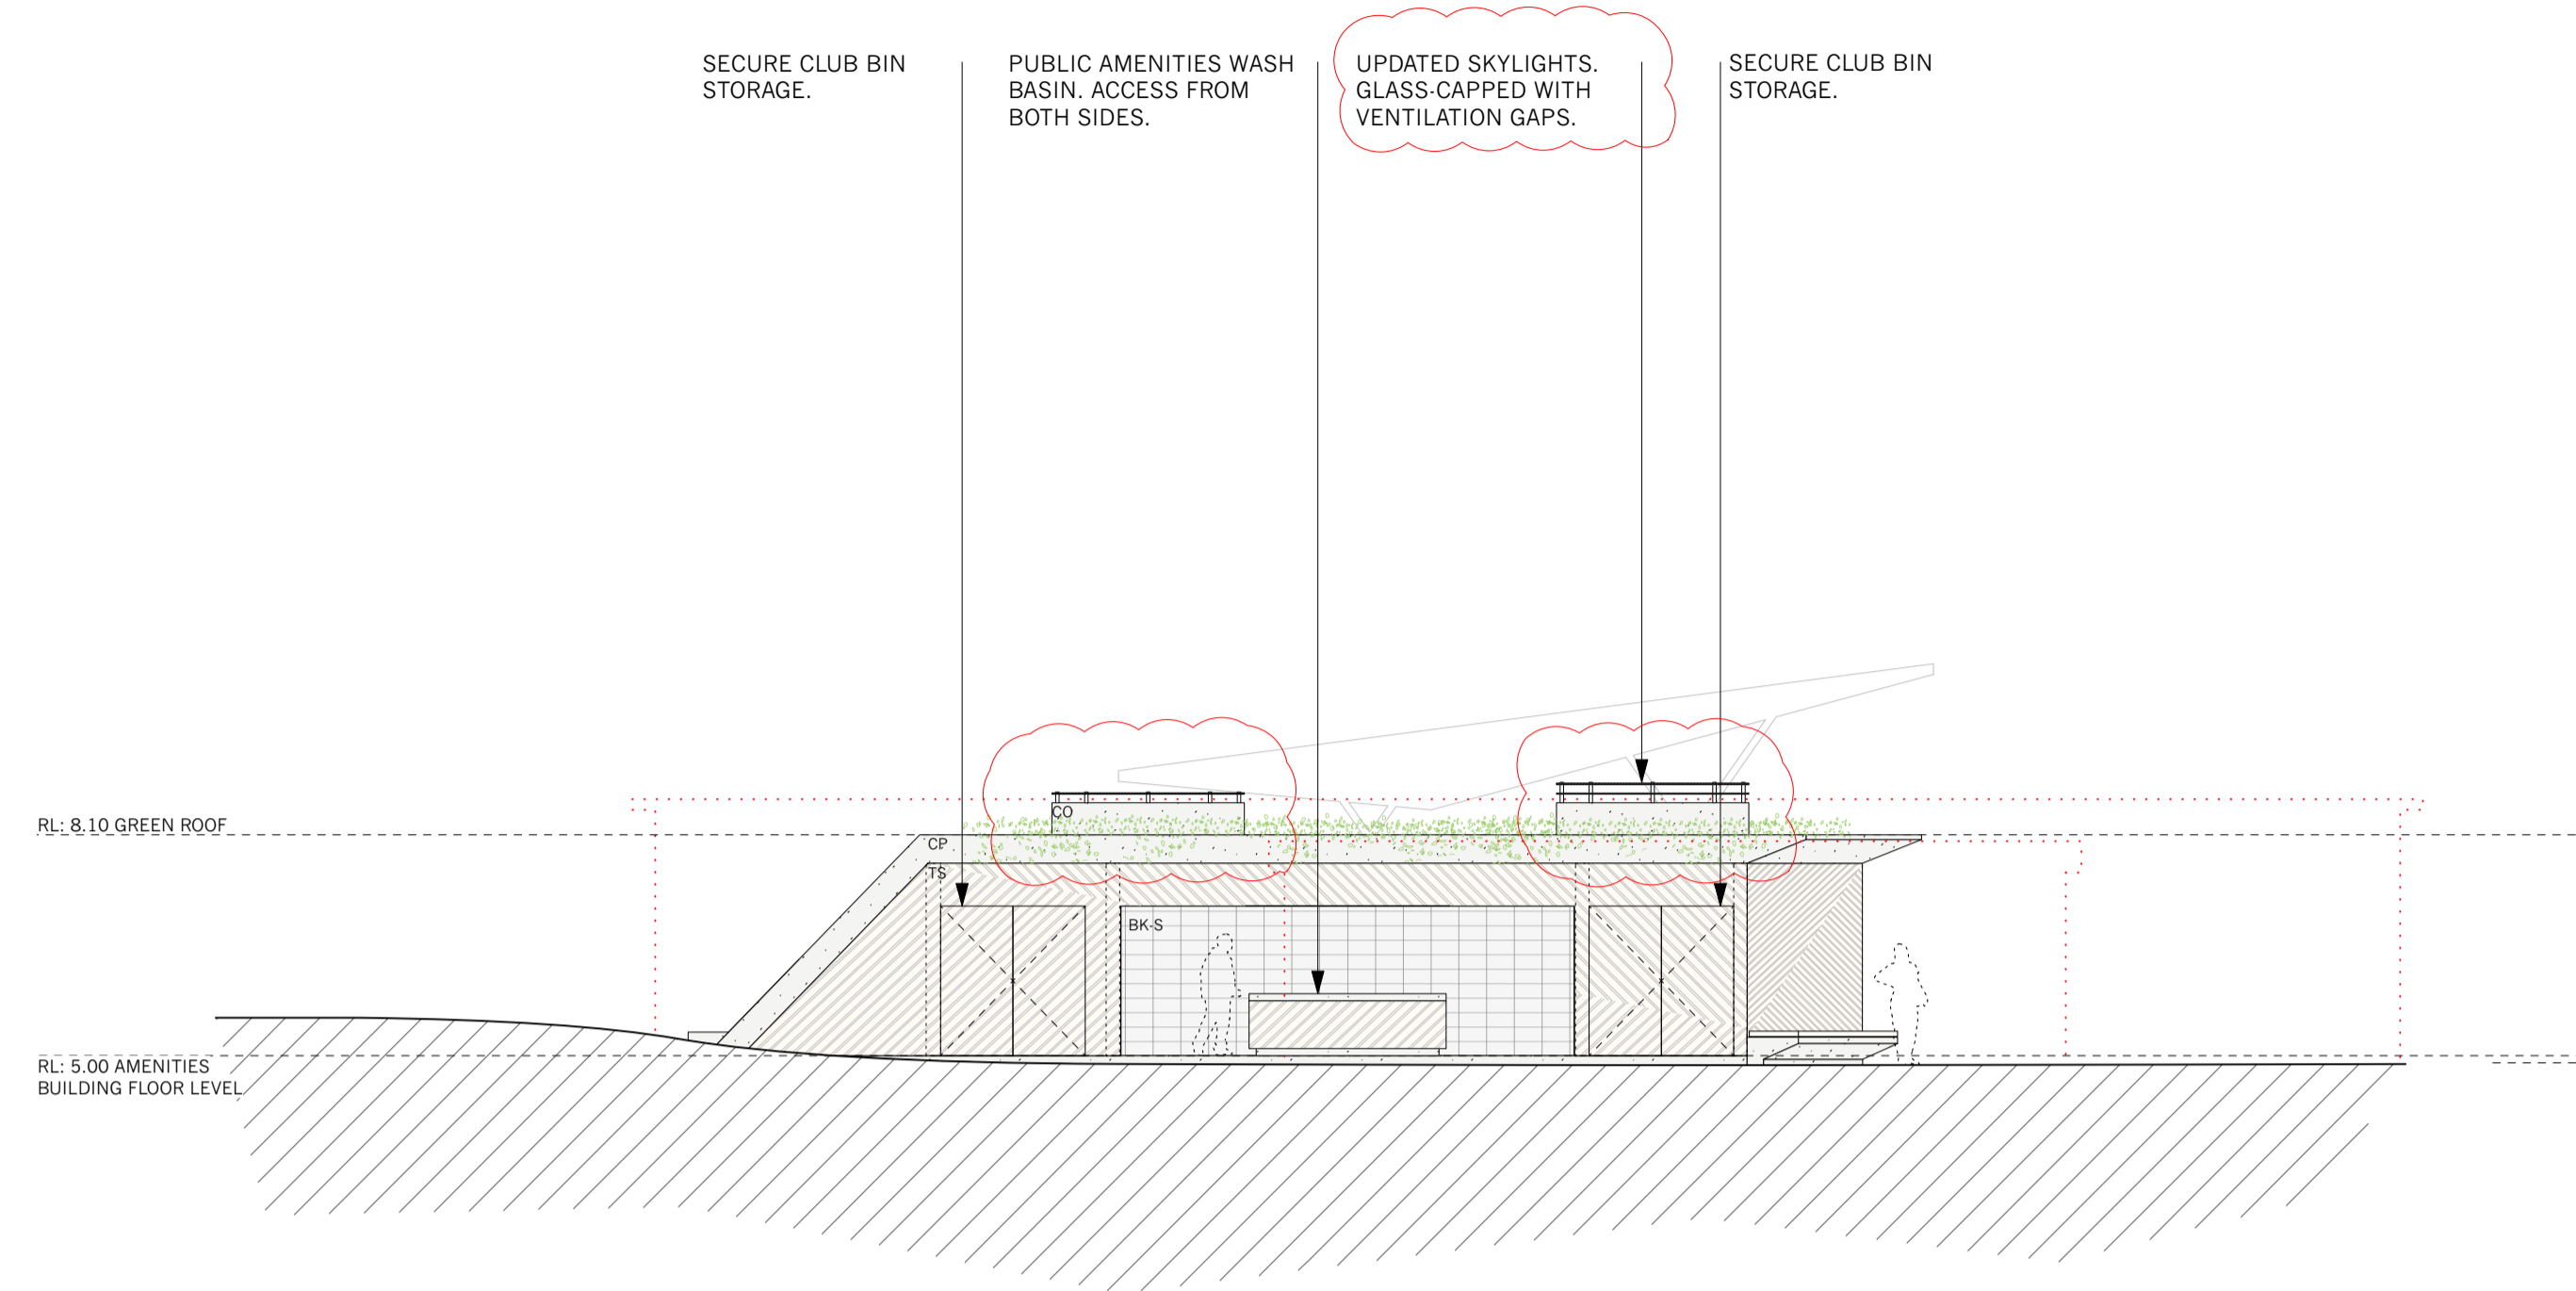 SECURE CLUB BIN
STORAGE.
PUBLIC AMENITIES WASH
BASIN. ACCESS FROM
BOTH SIDES.
UPDATED SKYLIGHTS.
GLASS-CAPPED WITH
VENTILATION GAPS.
SECURE CLUB BIN
STORAGE.
RL: 8.10 GREEN ROOF
CO
CP
TS
BK-S
RL: 5.00 AMENITIES
BUILDING FLOOR LEVEL